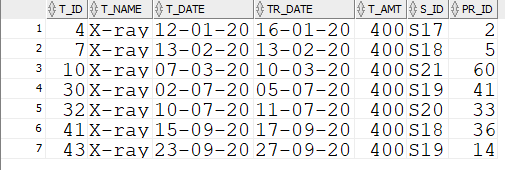 T_ID T_NAME T_DATE TR_DATE T_AMT S_ID PR_ID
1 4 X-ray 12-01-20 16-01-20 400 S17 2
2 7 X-ray 13-02-20 13-02-20 400 S18 5
3 10 X-ray 07-03-20 10-03-20 400 S21 60
4 30 X-ray 02-07-20 05-07-20 400 S19 41
5 32 X-ray 10-07-20 11-07-20 400 S20 33
6 41 X-ray 15-09-20 17-09-20 400 S18 36
7 43 X-ray 23-09-20 27-09-20 400 S19 14